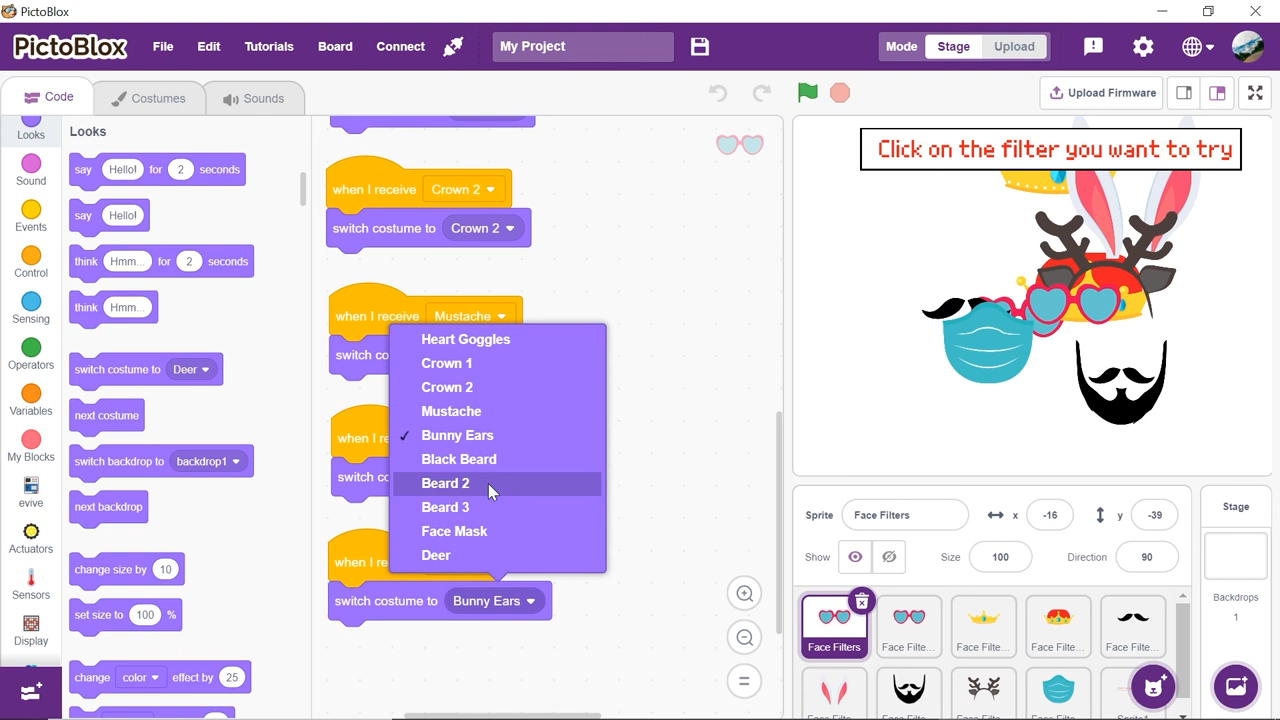 PictoBlox
PictoBlox File Edit Tutorials Board Connect My Project Mode Stage Upload
Code Costumes Sounds Upload Firmware
Looks
Sound
Events
Control
Sensing
Operators
Variables
My Blocks
evive
Actuators
Sensors
Display
Looks
say Hello! for 2 seconds
say Hello!
think Hmm... for 2 seconds
think Hmm...
switch costume to Deer
next costume
switch backdrop to backdrop1
next backdrop
change size by 10
set size to 100 %
change color effect by 25
when I receive Crown 2
switch costume to Crown 2
when I receive Mustache
switch co
when I re
switch co
when I re
switch costume to Bunny Ears
Heart Goggles
Crown 1
Crown 2
Mustache
✓ Bunny Ears
Black Beard
Beard 2
Beard 3
Face Mask
Deer
Click on the filter you want to try
Sprite Face Filters x -16 y -39
Show Size 100 Direction 90
Face Filters Face Filte... Face Filte... Face Filte... Face Filte...
Stage
Backdrops
1